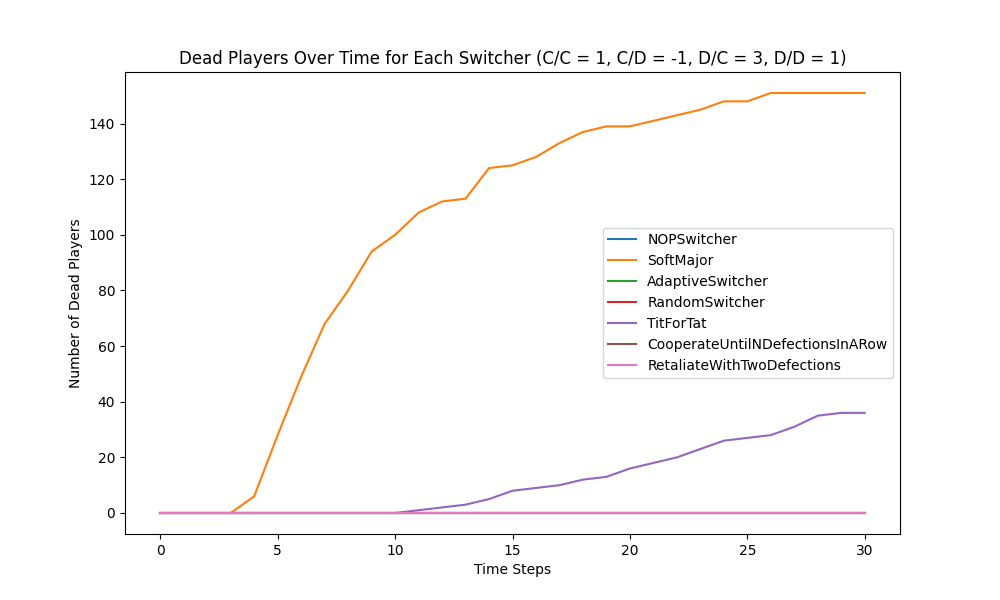 Dead Players Over Time for Each Switcher (C/C = 1, C/D = -1, D/C = 3, D/D = 1)
Number of Dead Players
140
120
100
80
60
40
20
0
NOPSwitcher
SoftMajor
AdaptiveSwitcher
RandomSwitcher
TitForTat
CooperateUntilNDefectionsInARow
RetaliateWithTwoDefections
0 5 10 15 20 25 30
Time Steps